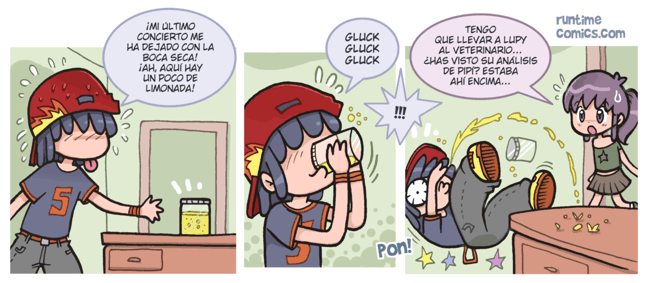 ¡MI ÚLTIMO
CONCIERTO ME
HA DEJADO CON LA
BOCA SECA!
¡AH, AQUÍ HAY
UN POCO DE
LIMONADA!
5
GLUCK
GLUCK
GLUCK
5
!!!
PON!
TENGO
QUE LLEVAR A LUPY
AL VETERINARIO...
¿HAS VISTO SU ANÁLISIS
DE PIPÍ? ESTABA
AHÍ ENCIMA...
runtime
comics.com